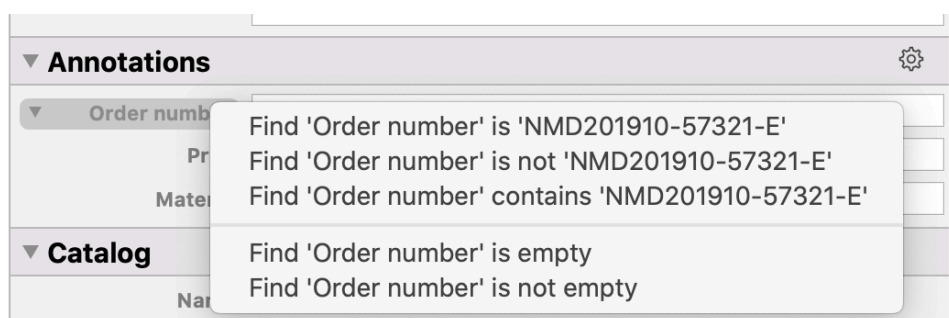 Annotations
Order numb
Find 'Order number' is 'NMD201910-57321-E'
Find 'Order number' is not 'NMD201910-57321-E'
Find 'Order number' contains 'NMD201910-57321-E'
Pr
Mater
Catalog
Find 'Order number' is empty
Find 'Order number' is not empty
Nar